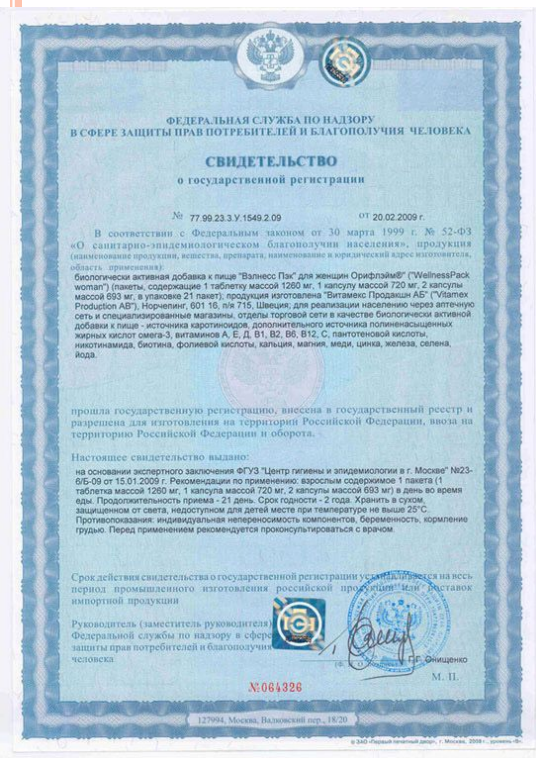 ФЕДЕРАЛЬНАЯ СЛУЖБА ПО НАДЗОРУ
В СФЕРЕ ЗАЩИТЫ ПРАВ ПОТРЕБИТЕЛЕЙ И БЛАГОПОЛУЧИЯ ЧЕЛОВЕКА
СВИДЕТЕЛЬСТВО
о государственной регистрации
№ 77.99.23.3.У.1549.2.09 от 20.02.2009 г.
В соответствии с Федеральным законом от 30 марта 1999 г. № 52-ФЗ
«О санитарно-эпидемиологическом благополучии населения», продукция
(наименование продукции, вещества, препарата, наименование и юридический адрес изготовителя,
область применения):
биологически активная добавка к пище "Вэлнесс Пэк" для женщин Орифлэйм®" ("WellnessPack
woman") (пакеты, содержащие 1 таблетку массой 1260 мг, 1 капсулу массой 720 мг, 2 капсулы
массой 693 мг, в упаковке 21 пакет); продукция изготовлена "Витамекс Продакшн АБ" ("Vitamex
Production AB"), Норчепинг, 601 16, п/я 715, Швеция; для реализации населению через аптечную
сеть и специализированные магазины, отделы торговой сети в качестве биологически активной
добавки к пище - источника каротиноидов, дополнительного источника полиненасыщенных
жирных кислот омега-3, витаминов А, Е, Д, В1, В2, В6, В12, С, пантотеновой кислоты,
никотинамида, биотина, фолиевой кислоты, кальция, магния, меди, цинка, железа, селена,
йода.
прошла государственную регистрацию, внесена в государственный реестр и
разрешена для изготовления на территории Российской Федерации, ввоза на
территорию Российской Федерации и оборота.
Настоящее свидетельство выдано:
на основании экспертного заключения ФГУЗ "Центр гигиены и эпидемиологии в г. Москве" №23-
6/Б-09 от 15.01.2009 г. Рекомендации по применению: взрослым содержимое 1 пакета (1
таблетка массой 1260 мг, 1 капсула массой 720 мг, 2 капсулы массой 693 мг) в день во время
еды. Продолжительность приема - 21 день. Срок годности - 2 года. Хранить в сухом,
защищенном от света, недоступном для детей месте при температуре не выше 25°С.
Противопоказания: индивидуальная непереносимость компонентов, беременность, кормление
грудью. Перед применением рекомендуется проконсультироваться с врачом.
Срок действия свидетельства о государственной регистрации устанавливается на весь
период промышленного изготовления российской продукции или поставок
импортной продукции
Руководитель (заместитель руководителя)
Федеральной службы по надзору в сфере
защиты прав потребителей и благополучия
человека
Г.Г. Онищенко
М. П.
№064326
127994, Москва, Вадковский пер., 18/20
© ЗАО «Первый печатный двор», г. Москва, 2008 г., уровень «В».